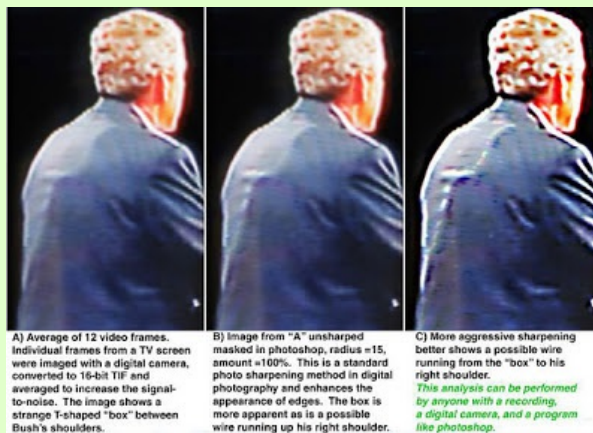 A) Average of 12 video frames.
Individual frames from a TV screen
were imaged with a digital camera,
converted to 16-bit TIF and
averaged to increase the signal-
to-noise. The image shows a
strange T-shaped "box" between
Bush's shoulders.
B) Image from "A" unsharped
masked in photoshop, radius =15,
amount =100%. This is a standard
photo sharpening method in digital
photography and enhances the
appearance of edges. The box is
more apparent as is a possible
wire running up his right shoulder.
C) More aggressive sharpening
better shows a possible wire
running from the "box" to his
right shoulder.
This analysis can be performed
by anyone with a recording,
a digital camera, and a program
like photoshop.